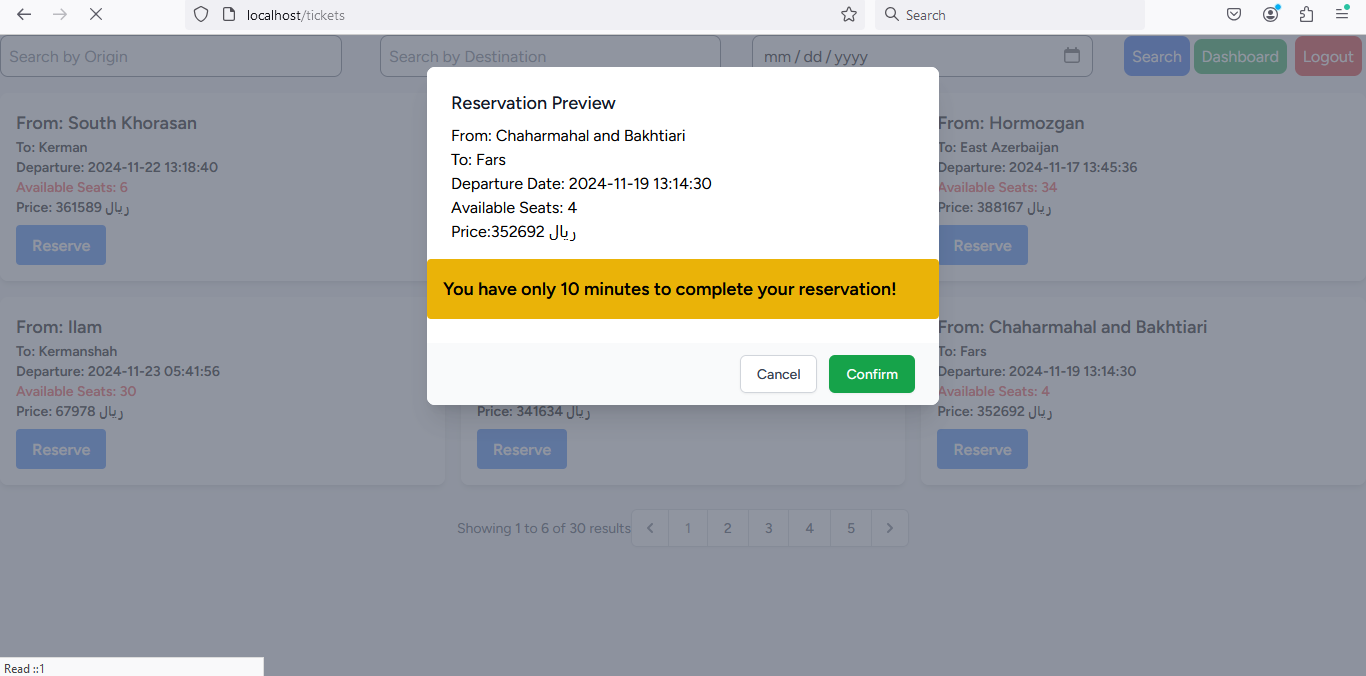 localhost/tickets
Search
Search by Origin
Search by Destination
mm / dd / yyyy
Search
Dashboard
Logout
From: South Khorasan
To: Kerman
Departure: 2024-11-22 13:18:40
Available Seats: 6
Price: 361589 ریال
Reserve
Reservation Preview
From: Chaharmahal and Bakhtiari
To: Fars
Departure Date: 2024-11-19 13:14:30
Available Seats: 4
Price:352692 ریال
You have only 10 minutes to complete your reservation!
Cancel
Confirm
From: Hormozgan
To: East Azerbaijan
Departure: 2024-11-17 13:45:36
Available Seats: 34
Price: 388167 ریال
Reserve
From: Ilam
To: Kermanshah
Departure: 2024-11-23 05:41:56
Available Seats: 30
Price: 67978 ریال
Reserve
Price: 341634 ریال
Reserve
From: Chaharmahal and Bakhtiari
To: Fars
Departure: 2024-11-19 13:14:30
Available Seats: 4
Price: 352692 ریال
Reserve
Showing 1 to 6 of 30 results
1 2 3 4 5
Read ::1